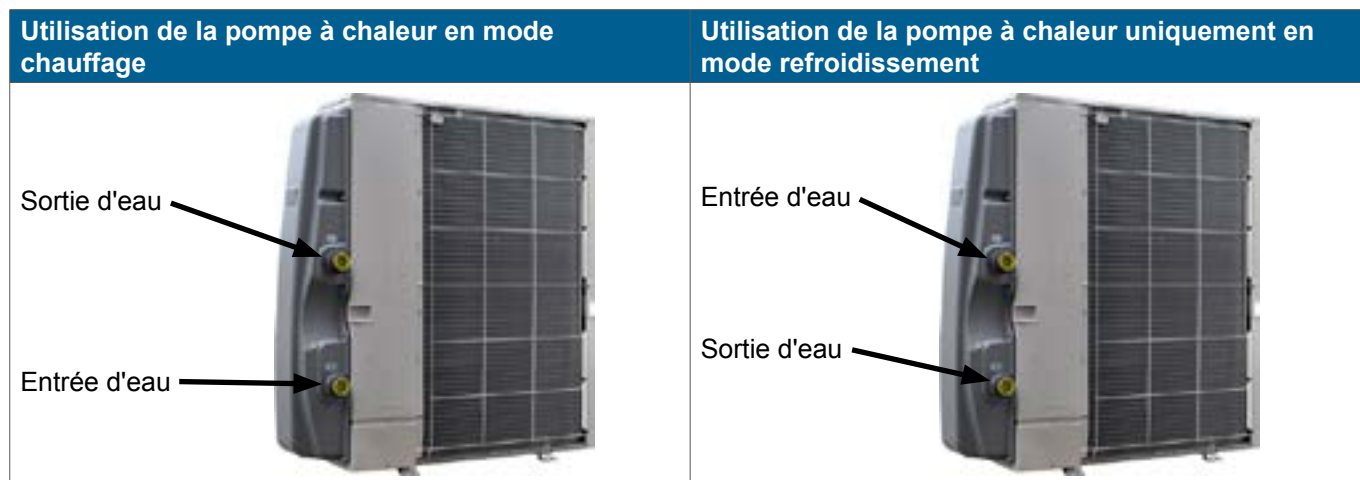 Utilisation de la pompe à chaleur en mode
chauffage
Utilisation de la pompe à chaleur uniquement en
mode refroidissement
Sortie d'eau
Entrée d'eau
Entrée d'eau
Sortie d'eau